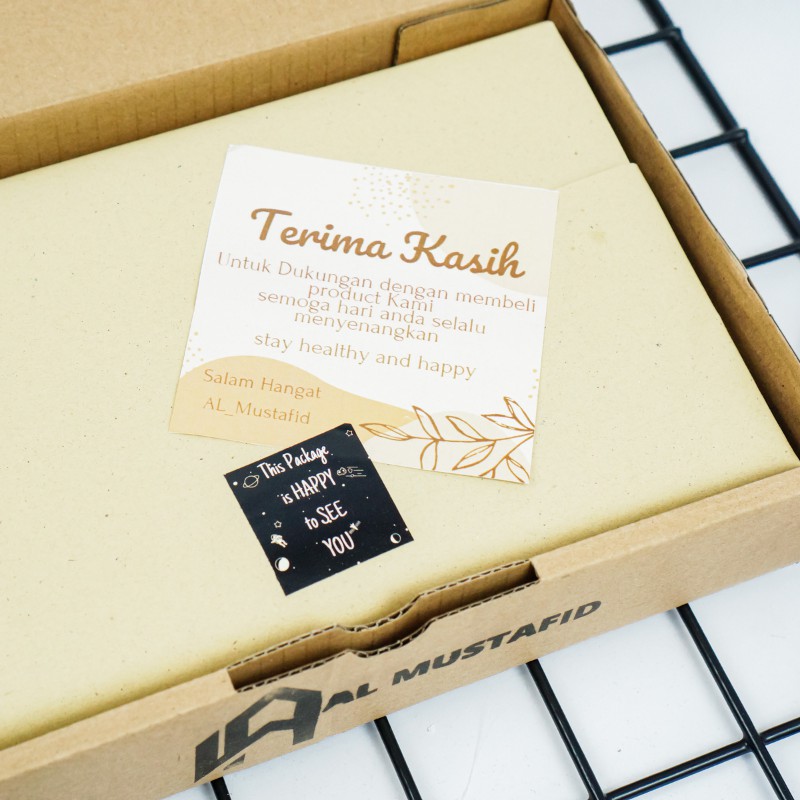 Terima Kasih
Untuk Dukungan dengan membeli
product Kami
semoga hari anda selalu
menyenangkan
stay healthy and happy
Salam Hangat
AL_Mustafid
This Package
is HAPPY
to SEE
YOU
AL MUSTAFID